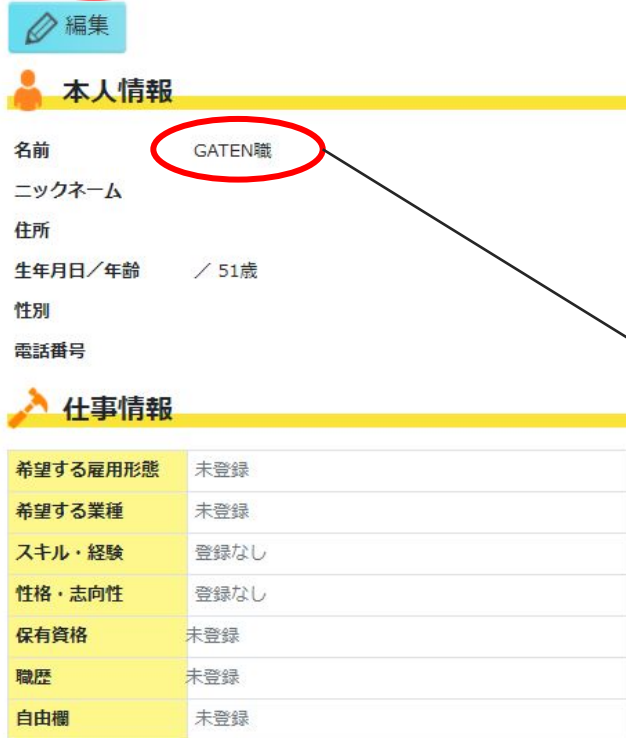 編集
本人情報
名前 GATEN職
ニックネーム
住所
生年月日／年齢 ／ 51歳
性別
電話番号
仕事情報
希望する雇用形態 未登録
希望する業種 未登録
スキル・経験 登録なし
性格・志向性 登録なし
保有資格 未登録
職歴 未登録
自由欄 未登録